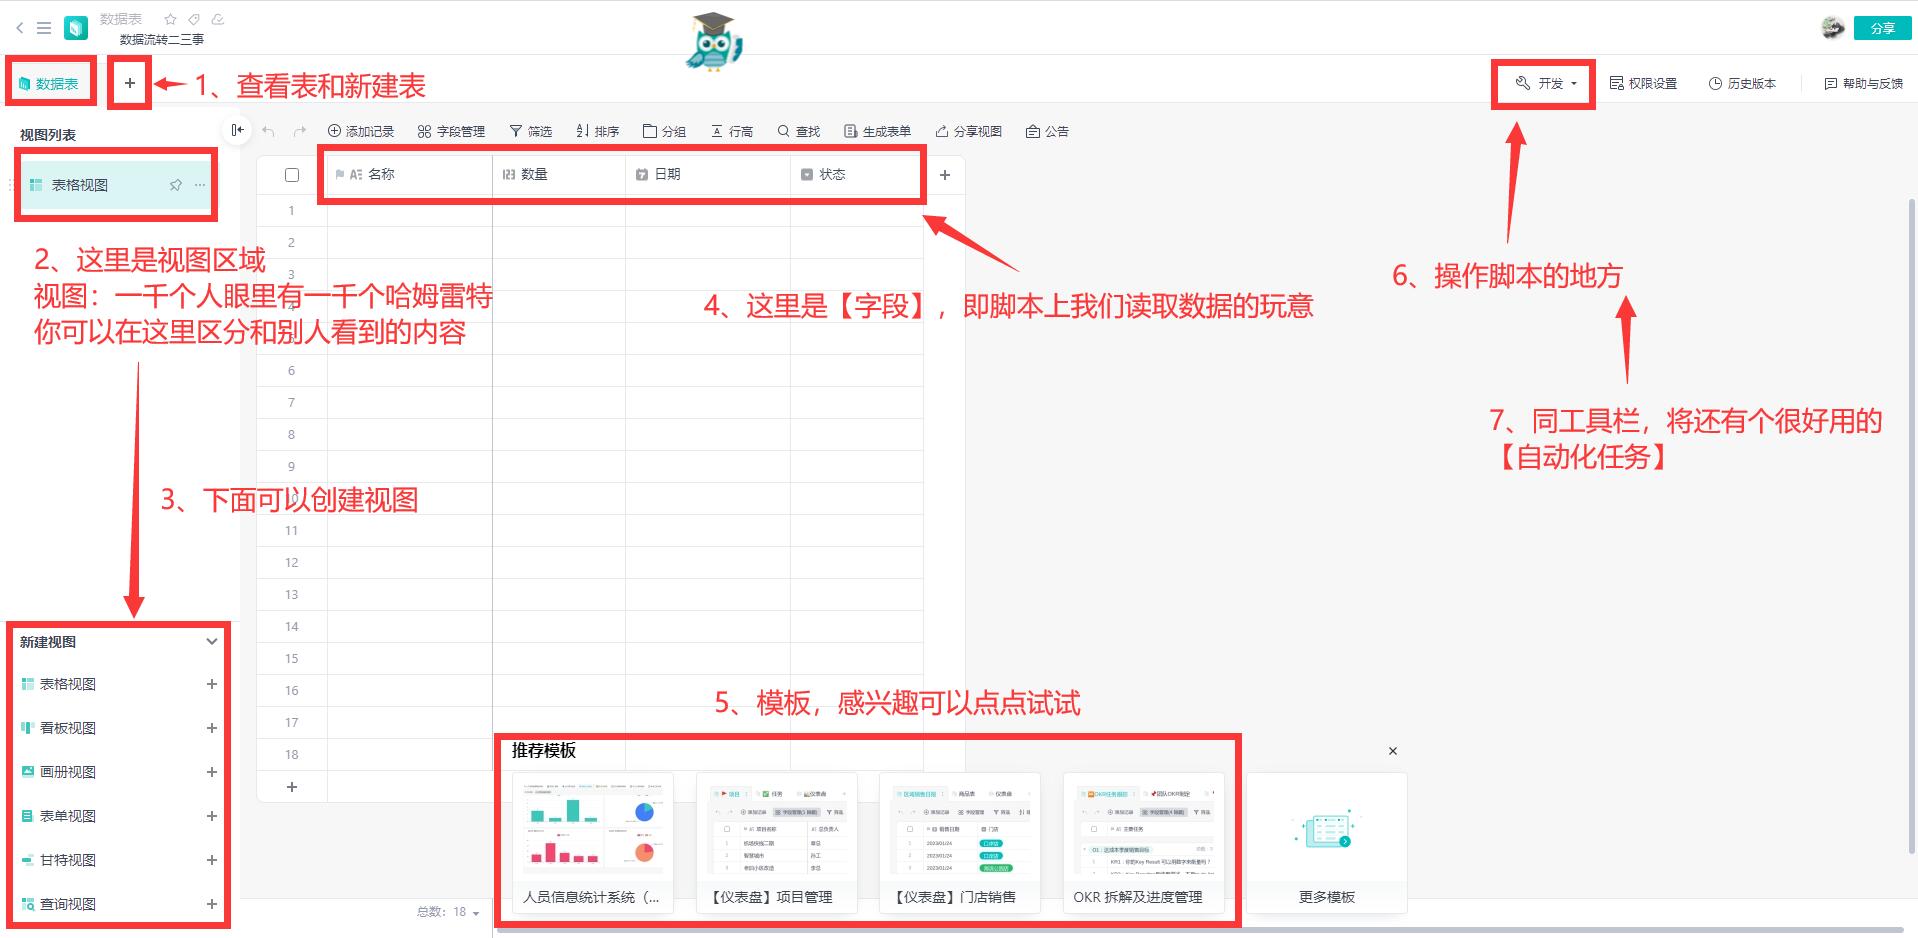 数据表
数据流转二三事
分享
数据表
1、查看表和新建表
开发
权限设置
历史版本
帮助与反馈
视图列表
添加记录 字段管理 筛选 排序 分组 行高 查找 生成表单 分享视图 公告
表格视图
名称 数量 日期 状态
1
2
3
6
7
8
9
11
12
13
14
15
16
17
18
2、这里是视图区域
视图：一千个人眼里有一千个哈姆雷特
你可以在这里区分和别人看到的内容
4、这里是【字段】，即脚本上我们读取数据的玩意
6、操作脚本的地方
7、同工具栏，将还有个很好用的
【自动化任务】
3、下面可以创建视图
新建视图
表格视图
看板视图
画册视图
表单视图
甘特视图
查询视图
5、模板，感兴趣可以点点试试
推荐模板
人员信息统计系统（...
【仪表盘】项目管理
【仪表盘】门店销售
OKR 拆解及进度管理
更多模板
总数：18